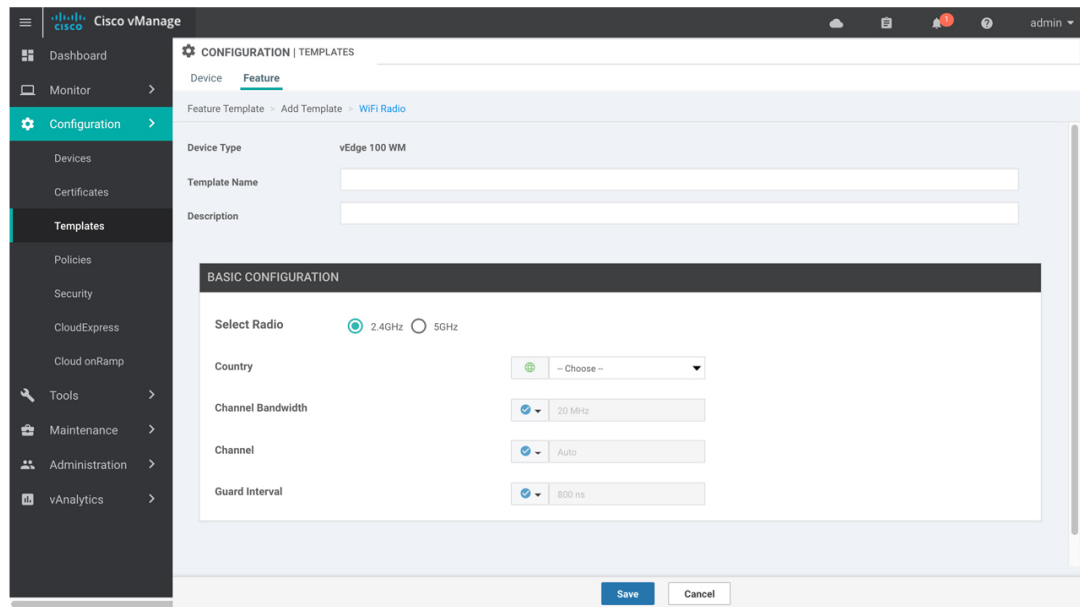 cisco Cisco vManage
1
admin
Dashboard
Monitor
Configuration
Devices
Certificates
Templates
Policies
Security
CloudExpress
Cloud onRamp
Tools
Maintenance
Administration
vAnalytics
CONFIGURATION | TEMPLATES
Device Feature
Feature Template > Add Template > WiFi Radio
Device Type vEdge 100 WM
Template Name
Description
BASIC CONFIGURATION
Select Radio 2.4GHz 5GHz
Country -- Choose --
Channel Bandwidth 20 MHz
Channel Auto
Guard Interval 800 ns
Save Cancel